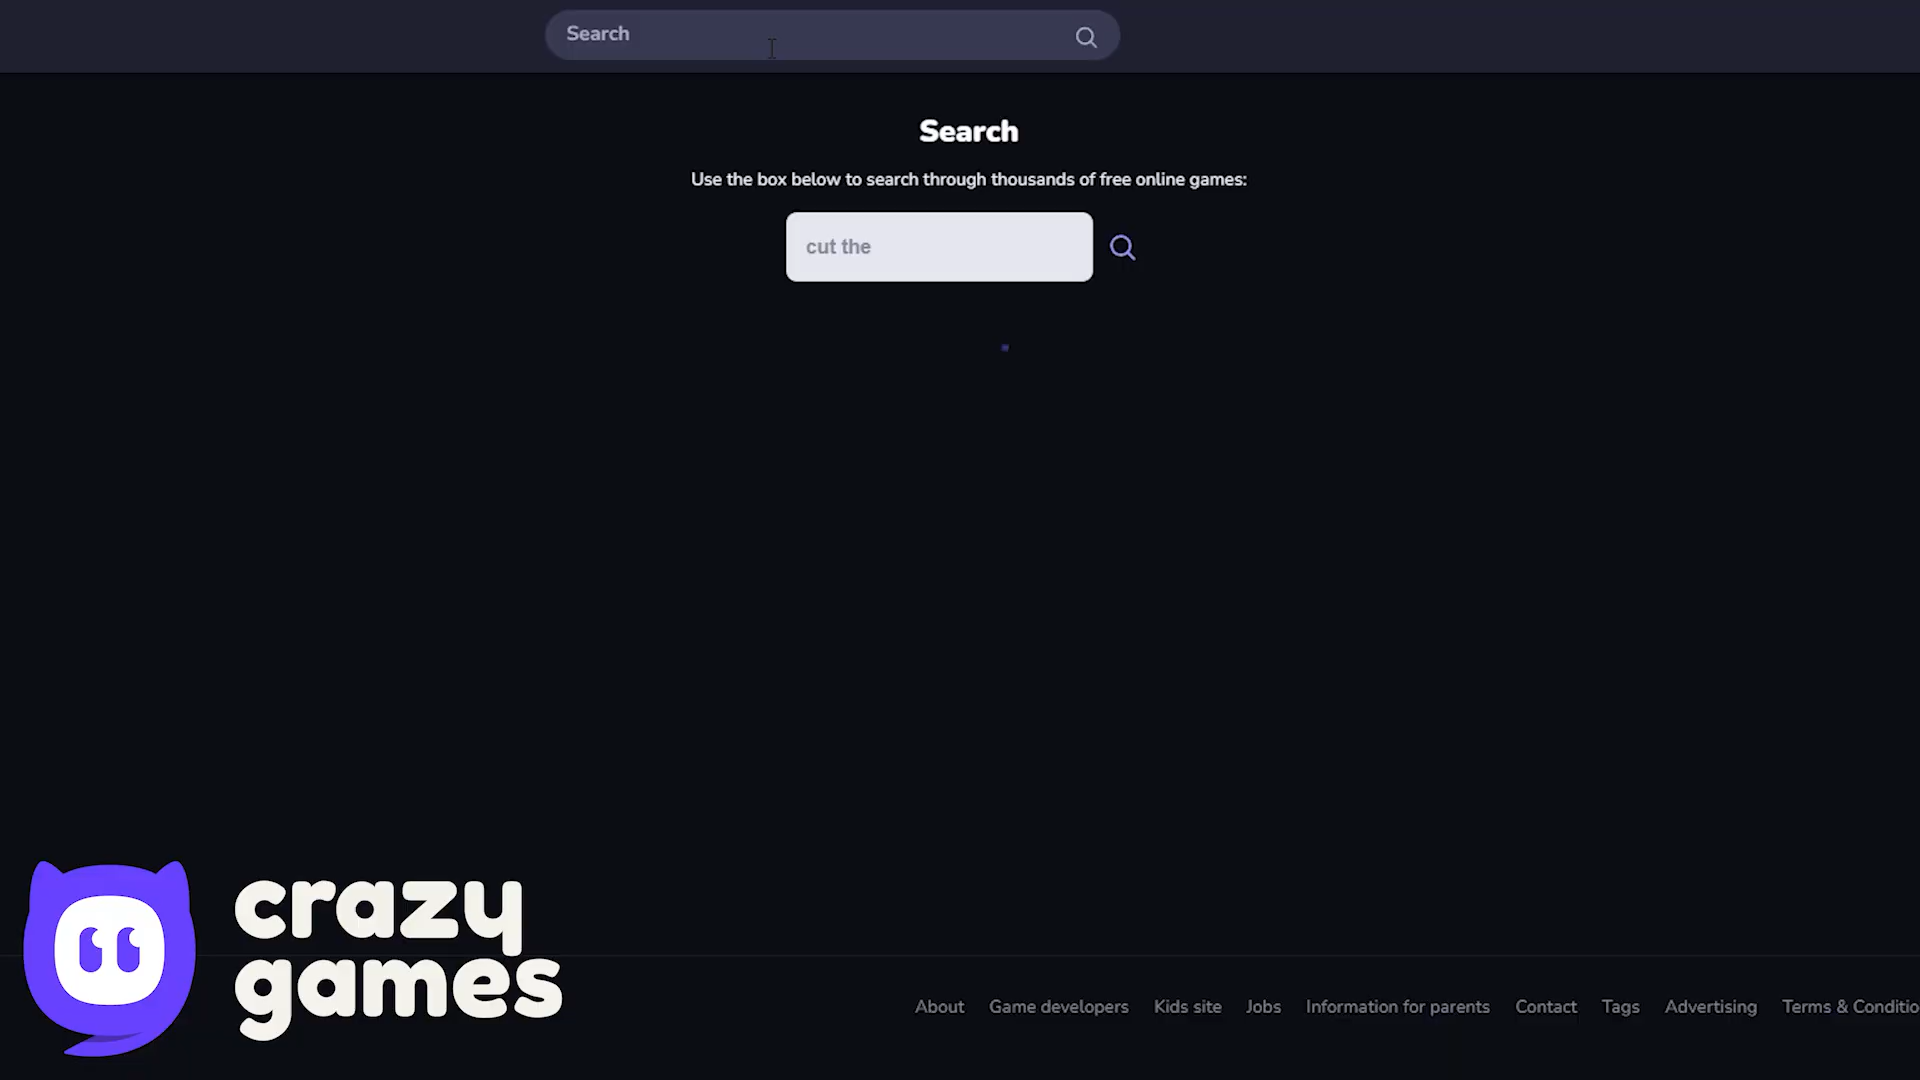 Search
Search
Use the box below to search through thousands of free online games:
cut the
crazy
games
About Game developers Kids site Jobs Information for parents Contact Tags Advertising Terms & Conditio